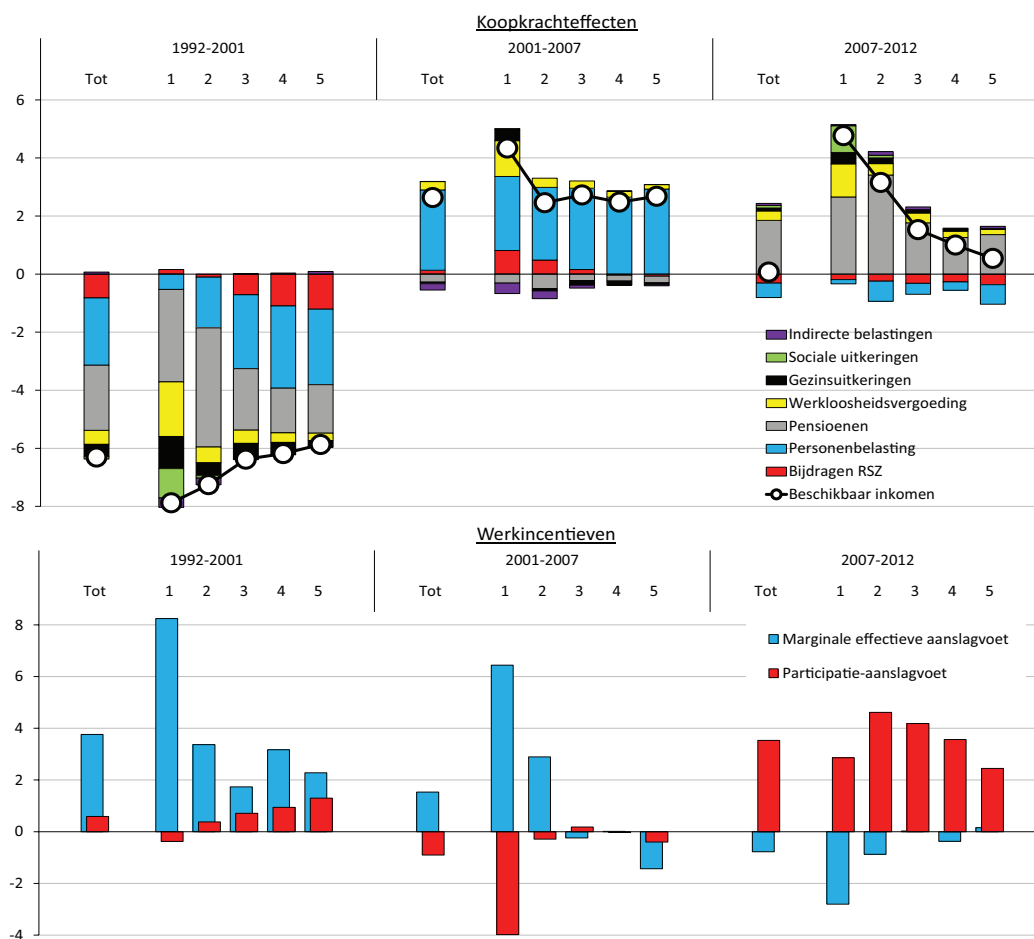 Koopkrachteffecten
1992-2001 2001-2007 2007-2012
Tot 1 2 3 4 5 Tot 1 2 3 4 5 Tot 1 2 3 4 5
6
4
2
0
-2
-4
-6
-8
Indirecte belastingen
Sociale uitkeringen
Gezinsuitkeringen
Werkloosheidsvergoeding
Pensioenen
Personenbelasting
Bijdragen RSZ
Beschikbaar inkomen
Werkincentieven
1992-2001 2001-2007 2007-2012
Tot 1 2 3 4 5 Tot 1 2 3 4 5 Tot 1 2 3 4 5
8
6
4
2
0
-2
-4
Marginale effectieve aanslagvoet
Participatie-aanslagvoet